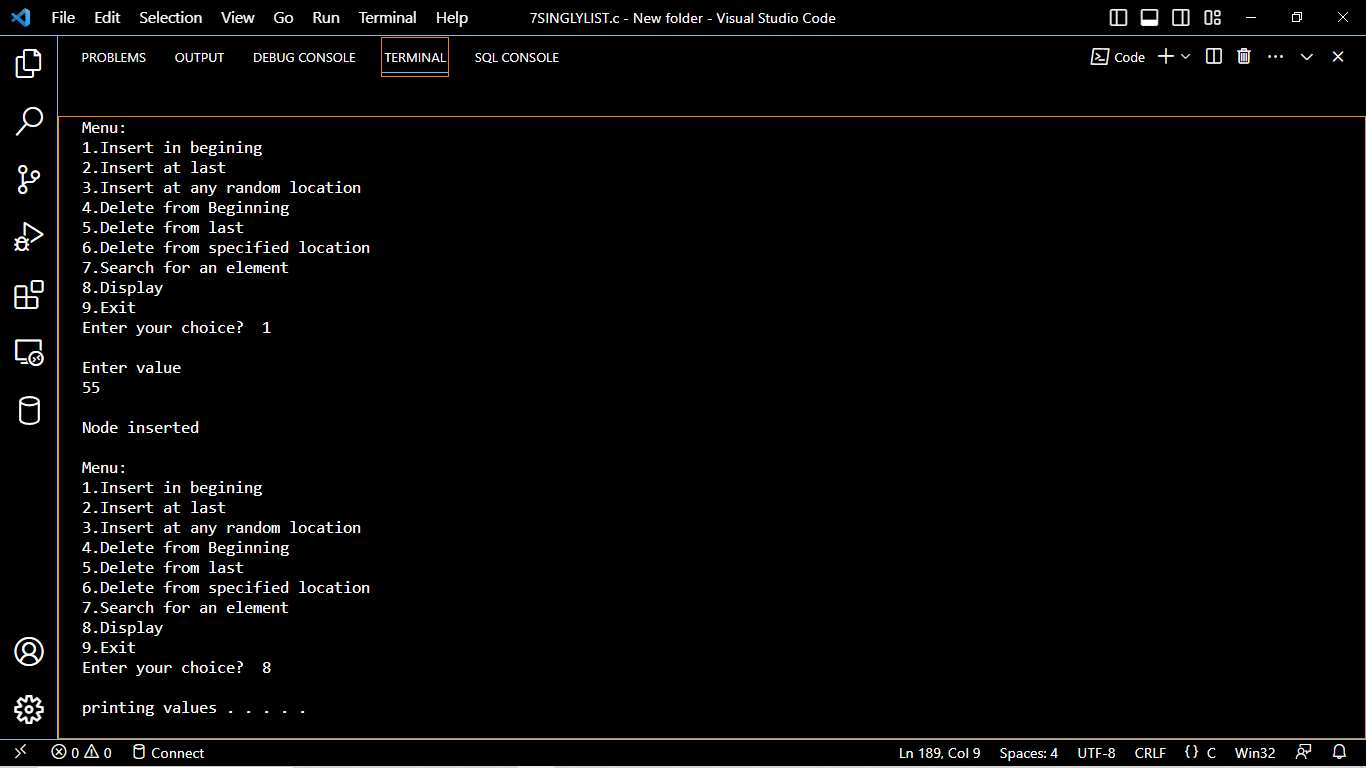 File Edit Selection View Go Run Terminal Help 7SINGLYLIST.c - New folder - Visual Studio Code
PROBLEMS OUTPUT DEBUG CONSOLE TERMINAL SQL CONSOLE Code
Menu:
1.Insert in begining
2.Insert at last
3.Insert at any random location
4.Delete from Beginning
5.Delete from last
6.Delete from specified location
7.Search for an element
8.Display
9.Exit
Enter your choice?  1
Enter value
55
Node inserted
Menu:
1.Insert in begining
2.Insert at last
3.Insert at any random location
4.Delete from Beginning
5.Delete from last
6.Delete from specified location
7.Search for an element
8.Display
9.Exit
Enter your choice?  8
printing values . . . . .
0 0 Connect Ln 189, Col 9 Spaces: 4 UTF-8 CRLF {} C Win32